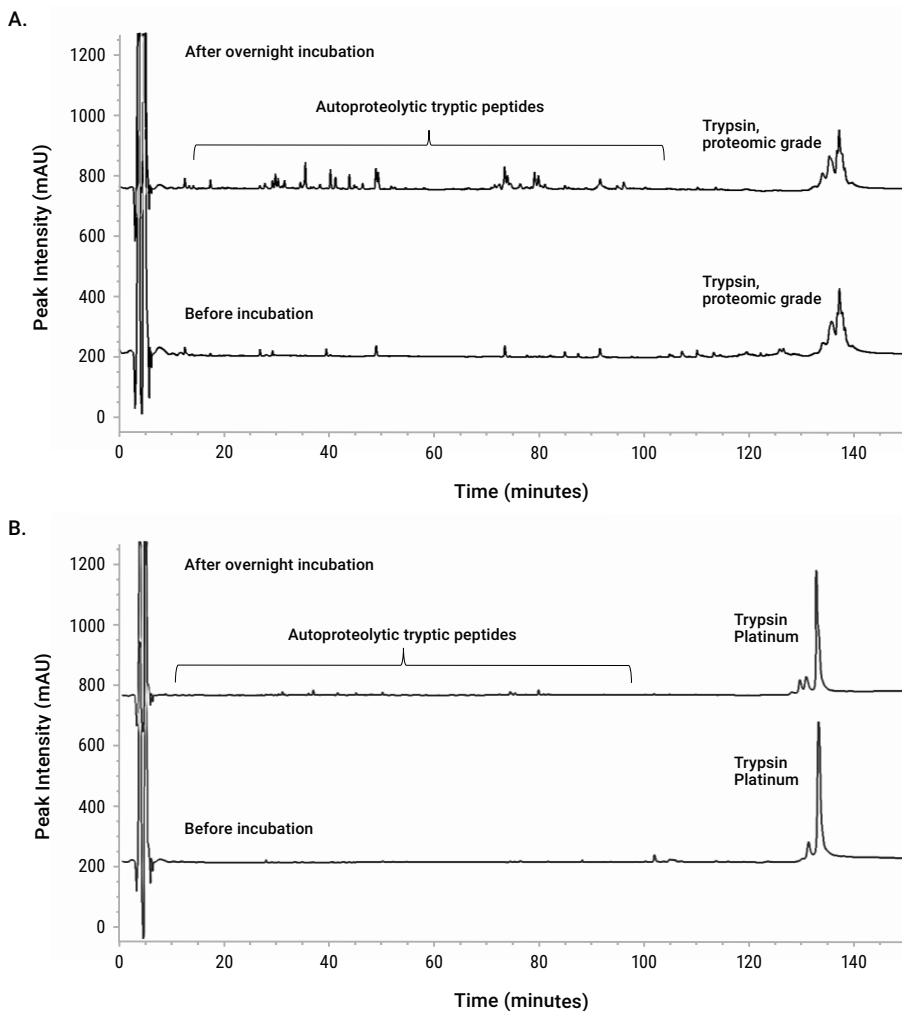 A.
After overnight incubation
Autoproteolytic tryptic peptides
Trypsin,
proteomic grade
Before incubation
Trypsin,
proteomic grade
Peak Intensity (mAU)
1200
1000
800
600
400
200
0
0 20 40 60 80 100 120 140
Time (minutes)
B.
After overnight incubation
Autoproteolytic tryptic peptides
Trypsin
Platinum
Before incubation
Trypsin
Platinum
Peak Intensity (mAU)
1200
1000
800
600
400
200
0
0 20 40 60 80 100 120 140
Time (minutes)